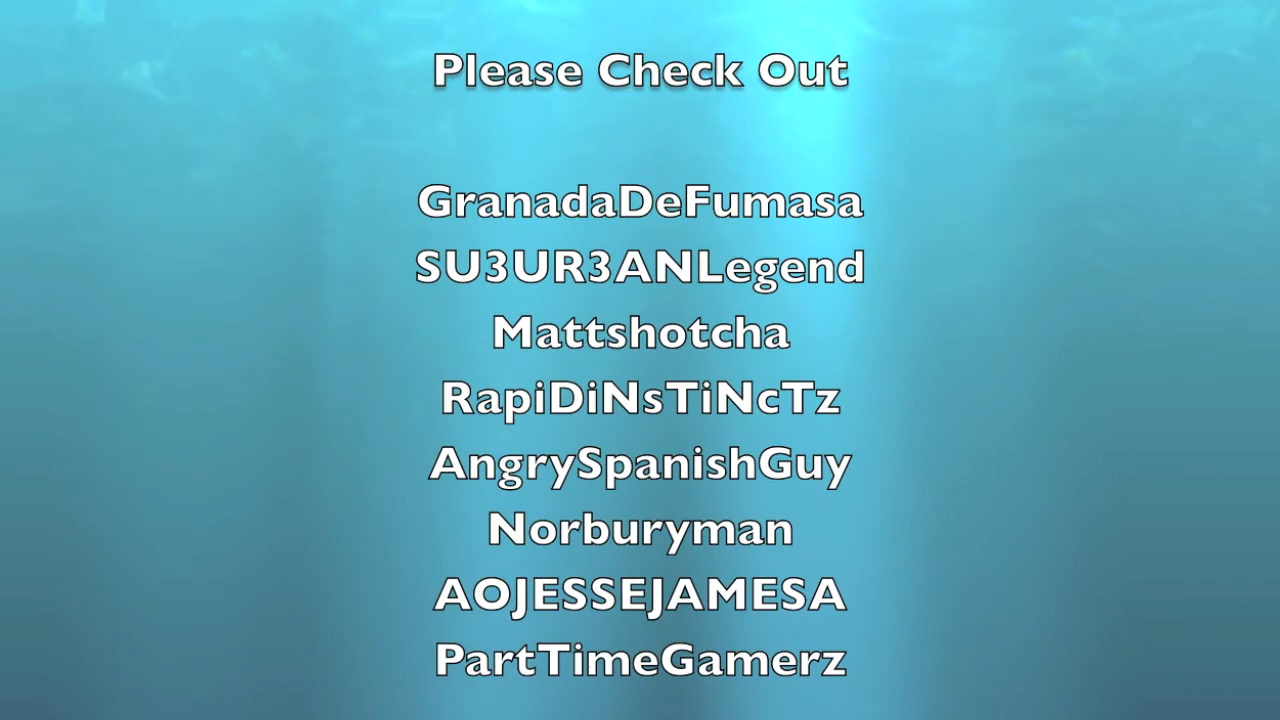 Please Check Out
GranadaDeFumasa
SU3UR3ANLegend
Mattshotcha
RapiDiNsTiNcTz
AngrySpanishGuy
Norburyman
AOJESSEJAMESA
PartTimeGamerz